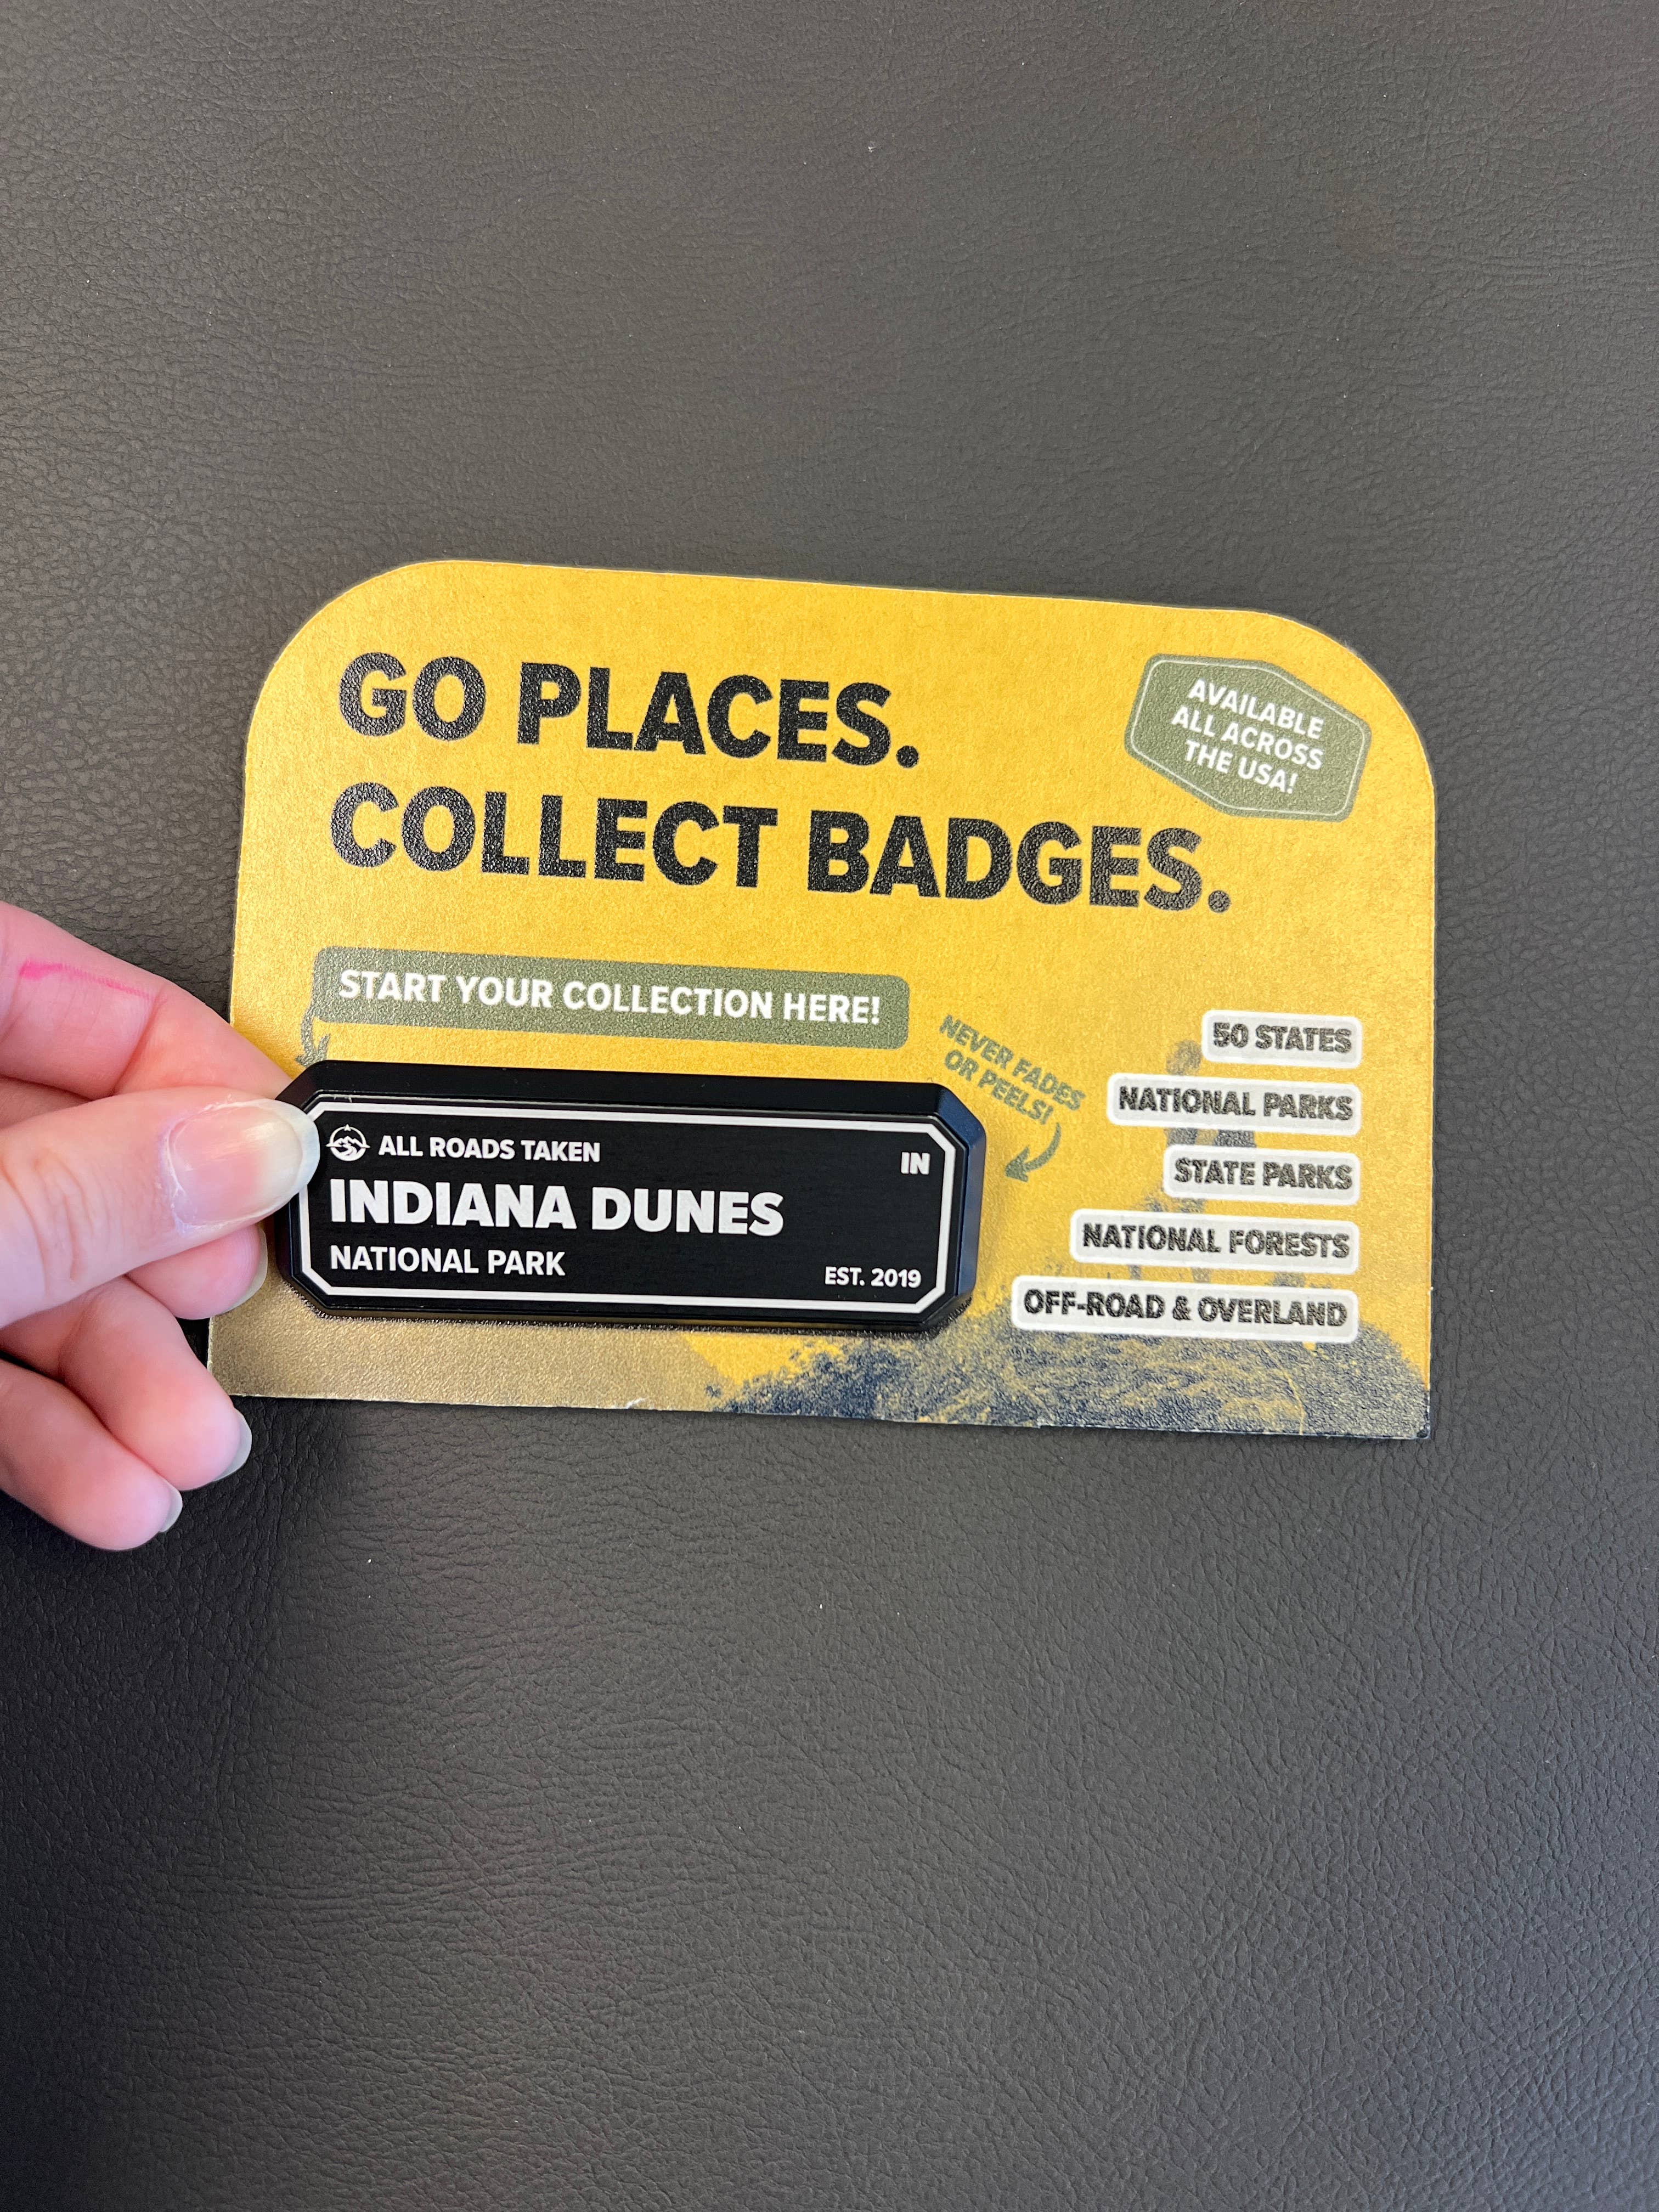 GO PLACES.
COLLECT BADGES.
AVAILABLE
ALL ACROSS
THE USA!
START YOUR COLLECTION HERE!
NEVER FADES
OR PEELS!
ALL ROADS TAKEN
IN
INDIANA DUNES
NATIONAL PARK
EST. 2019
50 STATES
NATIONAL PARKS
STATE PARKS
NATIONAL FORESTS
OFF-ROAD & OVERLAND